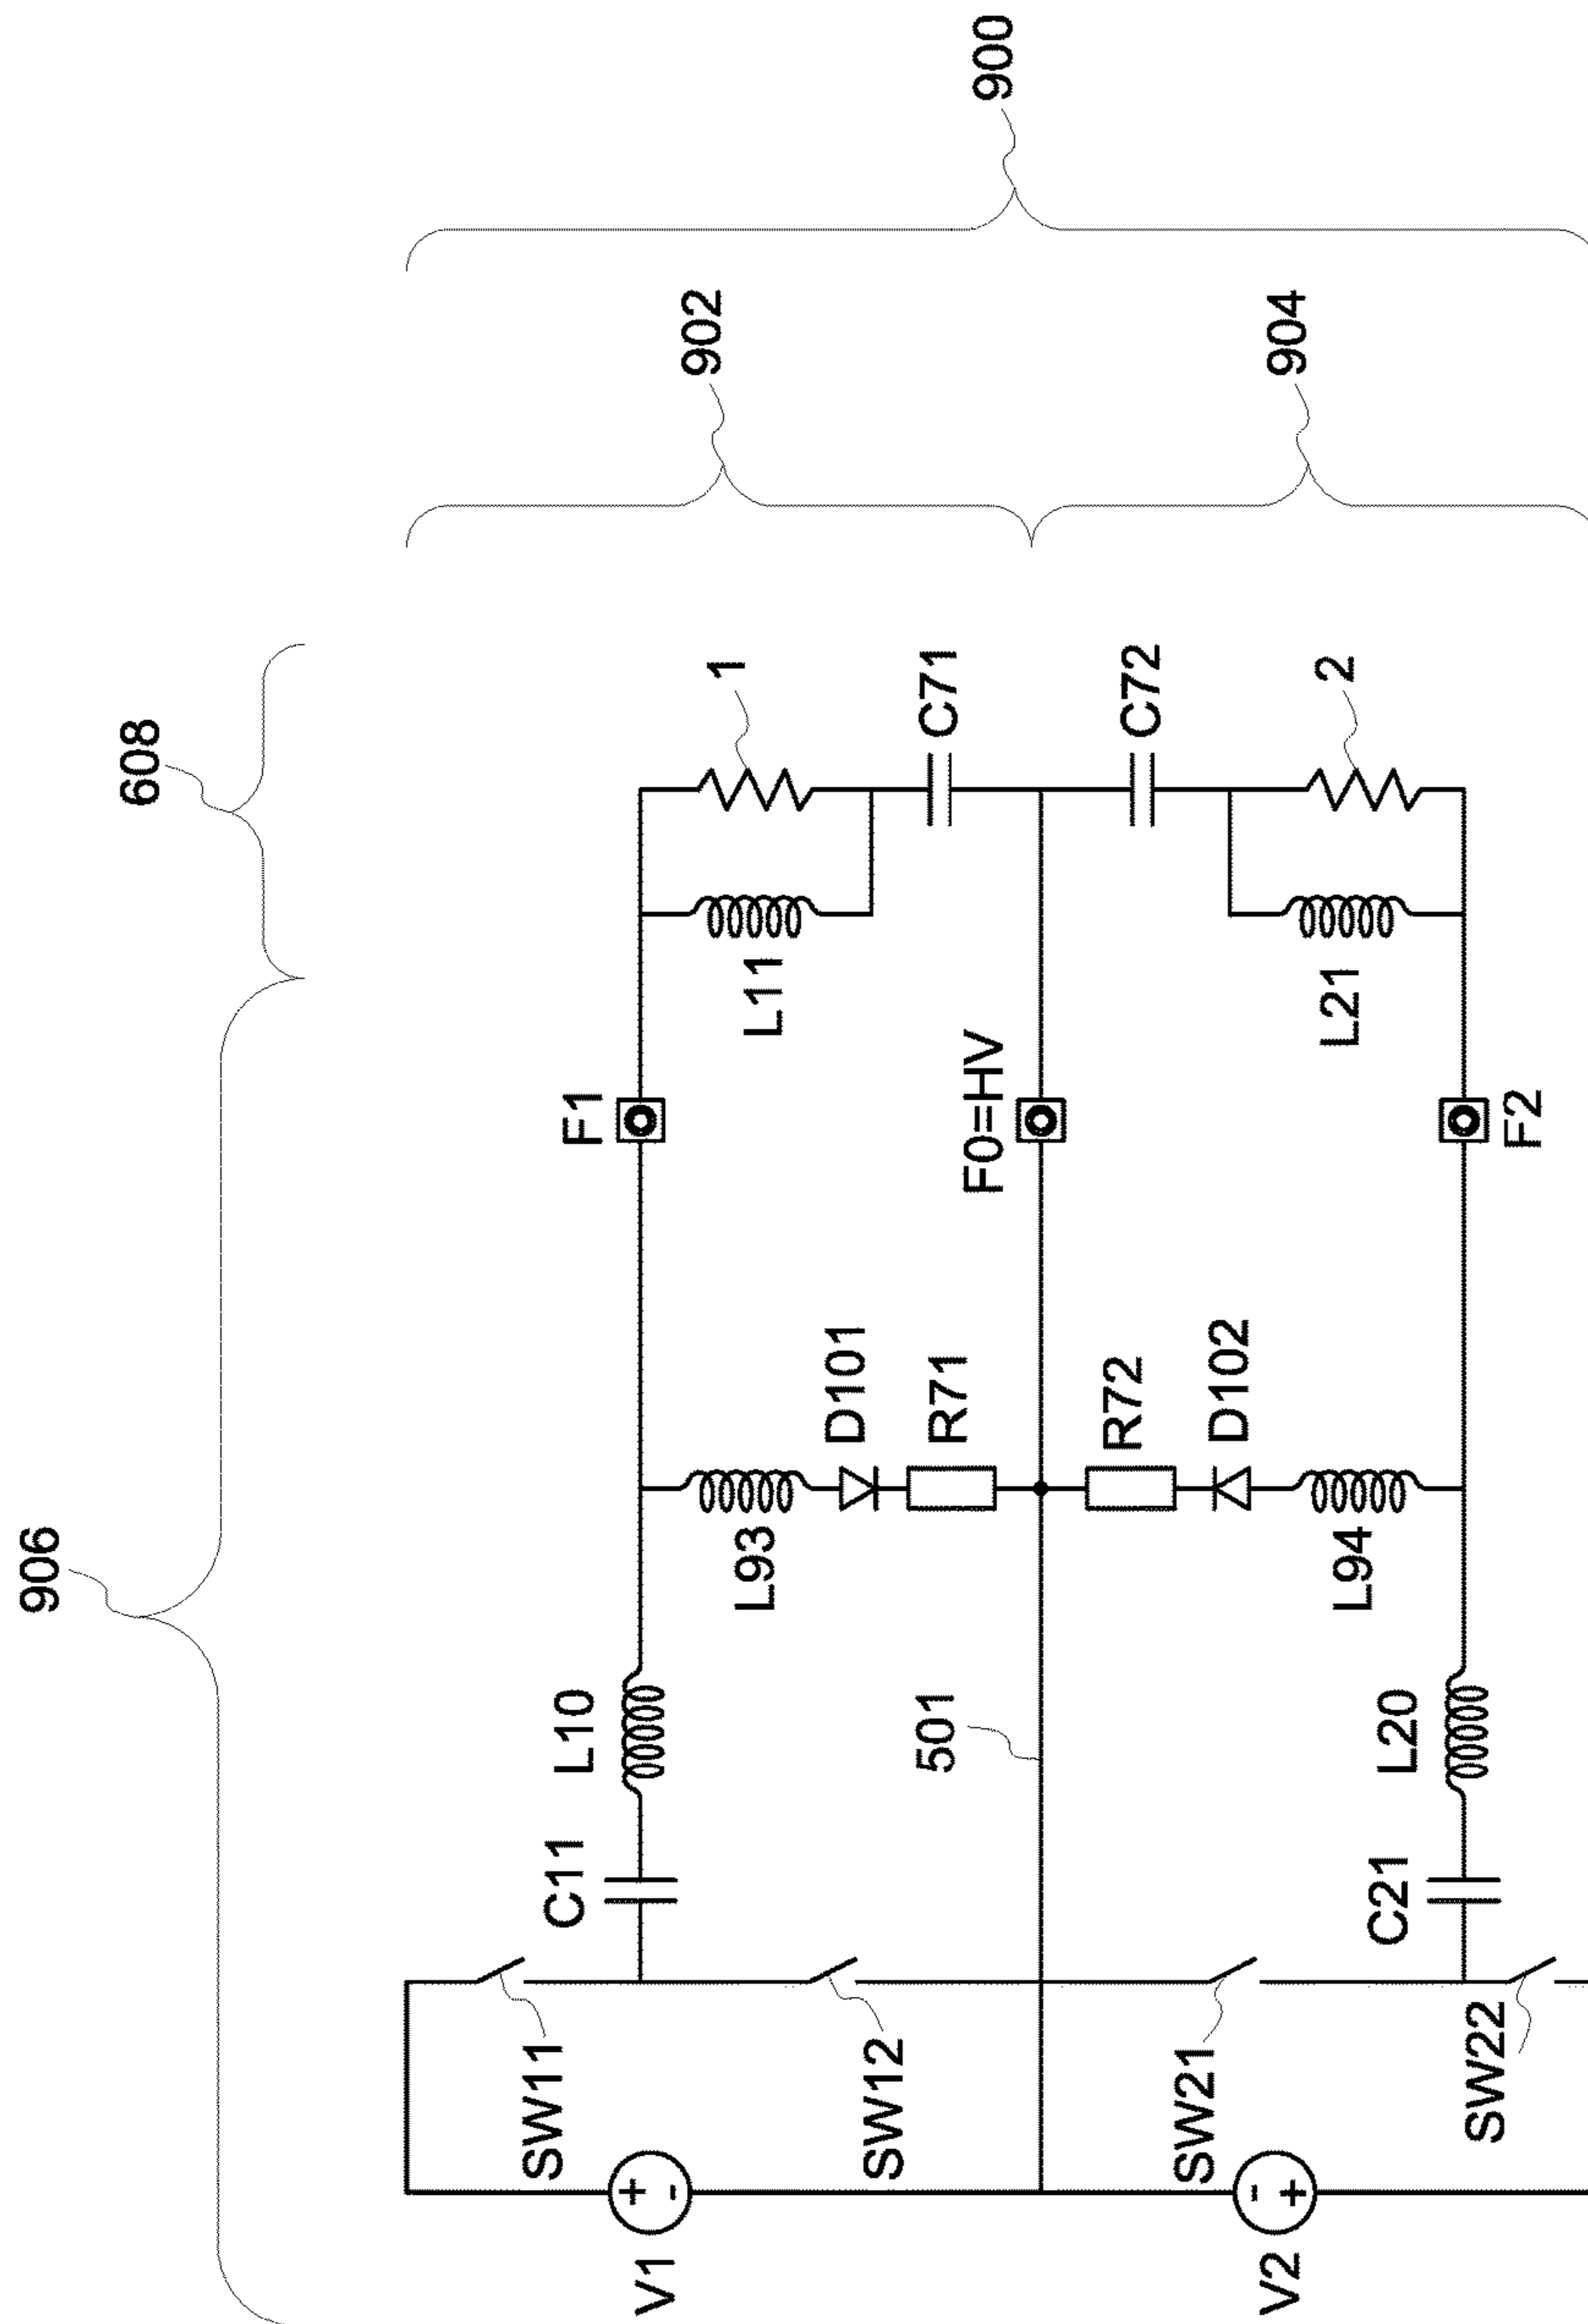 906
608
900
902
904
V1
V2
SW11
SW12
SW21
SW22
C11
L10
501
C21
L20
L93
D101
R71
R72
D102
L94
F1
F0=HV
F2
L11
1
C71
C72
L21
2